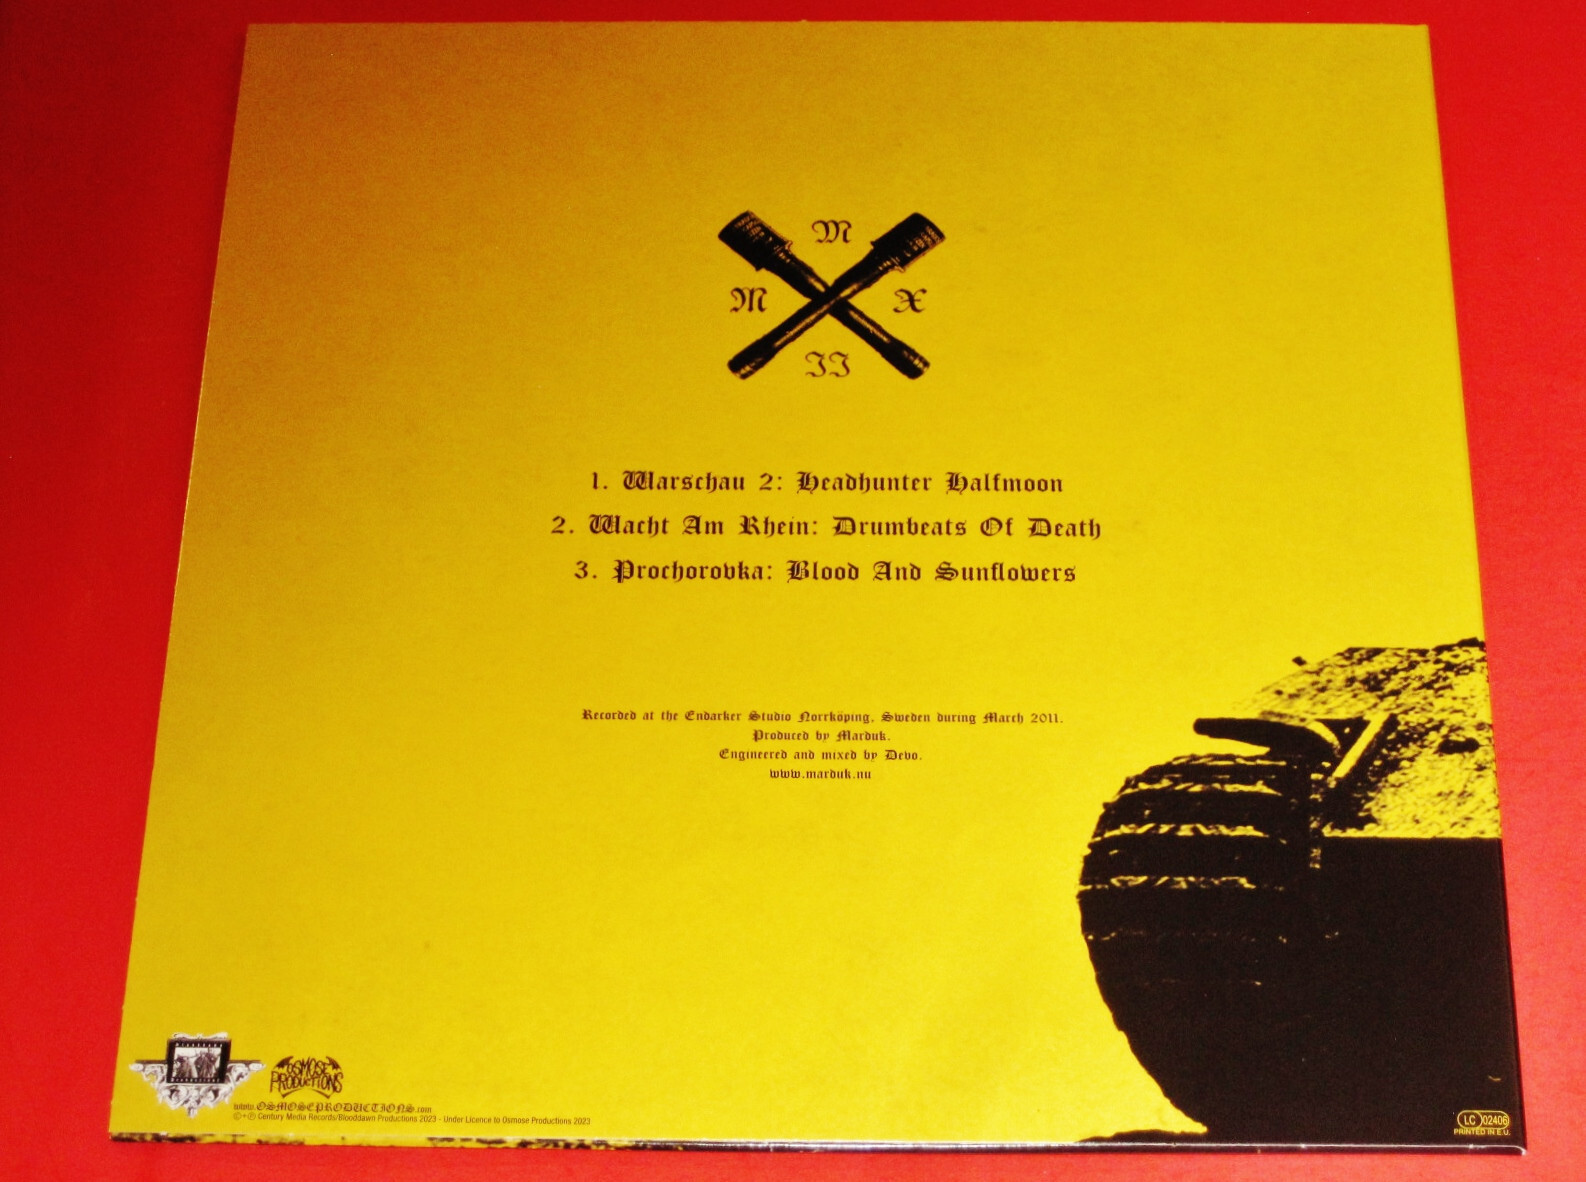 M
M X
II
1. Warschau 2: Headhunter Halfmoon
2. Wacht Am Rhein: Drumbeats Of Death
3. Prochorovka: Blood And Sunflowers
Recorded at the Endarker Studio Norrköping, Sweden during March 2011.
Produced by Marduk.
Engineered and mixed by Devo.
www.marduk.nu
BLOODDAWN
PRODUCTIONS
OSMOSE
PRODUCTIONS
www.OSMOSEPRODUCTIONS.com
©+℗ Century Media Records/Blooddawn Productions 2023 - Under Licence to Osmose Productions 2023
LC 02406
PRINTED IN E.U.